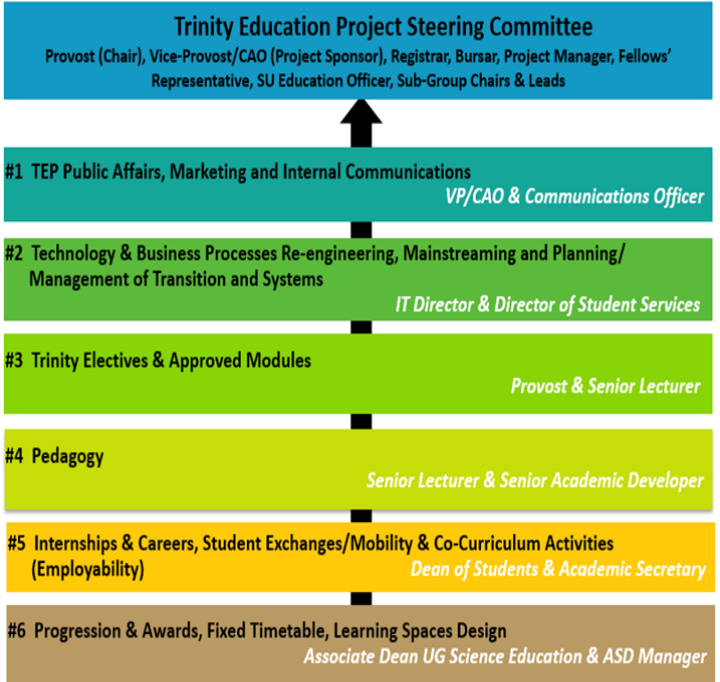 Trinity Education Project Steering Committee
Provost (Chair), Vice-Provost/CAO (Project Sponsor), Registrar, Bursar, Project Manager, Fellows’
Representative, SU Education Officer, Sub-Group Chairs & Leads
#1 TEP Public Affairs, Marketing and Internal Communications
VP/CAO & Communications Officer
#2 Technology & Business Processes Re-engineering, Mainstreaming and Planning/
Management of Transition and Systems
IT Director & Director of Student Services
#3 Trinity Electives & Approved Modules
Provost & Senior Lecturer
#4 Pedagogy
Senior Lecturer & Senior Academic Developer
#5 Internships & Careers, Student Exchanges/Mobility & Co-Curriculum Activities
(Employability)
Dean of Students & Academic Secretary
#6 Progression & Awards, Fixed Timetable, Learning Spaces Design
Associate Dean UG Science Education & ASD Manager